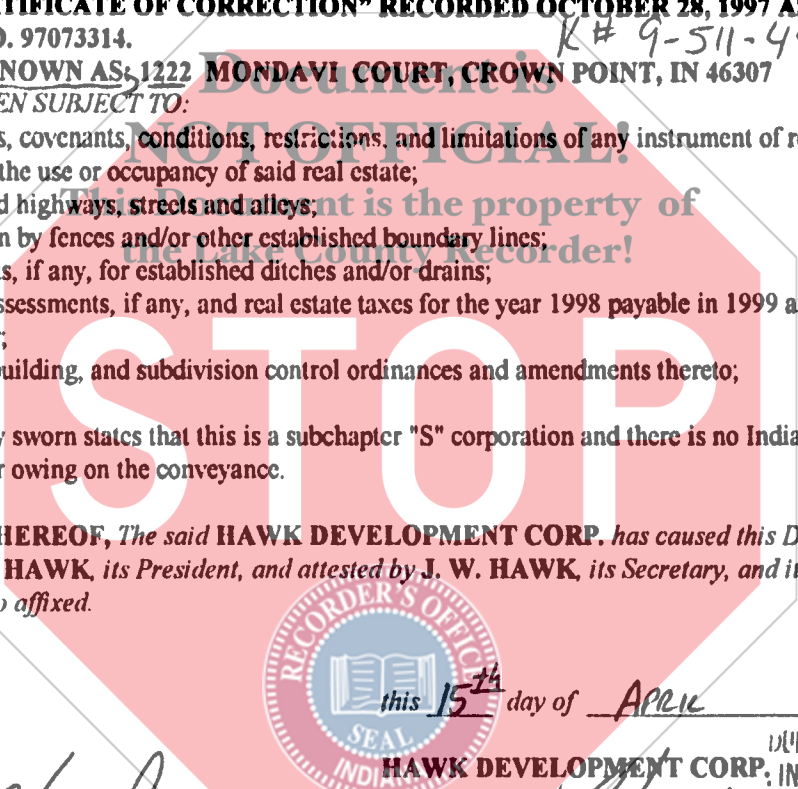 TIFICATE OF CORRECTION" RECORDED OCTOBER 28, 1997 A
O. 97073314.
K # 9-511-4
NOWN AS: 1222 MONDAVI COURT, CROWN POINT, IN 46307
EN SUBJECT TO:
Document is
s, covenants, conditions, restrictions, and limitations of any instrument of r
NOT OFFICIAL!
the use or occupancy of said real estate;
d highways, streets and alleys;
This Document is the property of
n by fences and/or other established boundary lines;
the Lake County Recorder!
s, if any, for established ditches and/or drains;
ssessments, if any, and real estate taxes for the year 1998 payable in 1999 a
;
building, and subdivision control ordinances and amendments thereto;
STOP
y sworn states that this is a subchapter "S" corporation and there is no India
r owing on the conveyance.
HEREOF, The said HAWK DEVELOPMENT CORP. has caused this D
HAWK, its President, and attested by J. W. HAWK, its Secretary, and it
o affixed.
RECORDER'S OFFICE
SEAL
INDIANA
this 15th day of APRIL
HAWK DEVELOPMENT CORP.